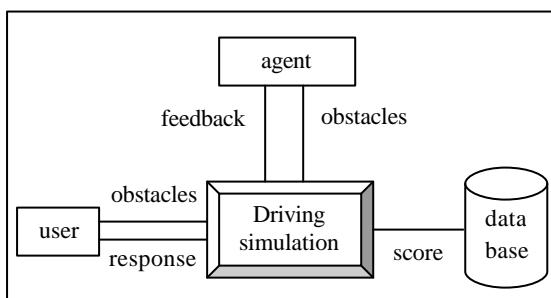 agent
feedback
obstacles
obstacles
user
response
Driving
simulation
score
data
base